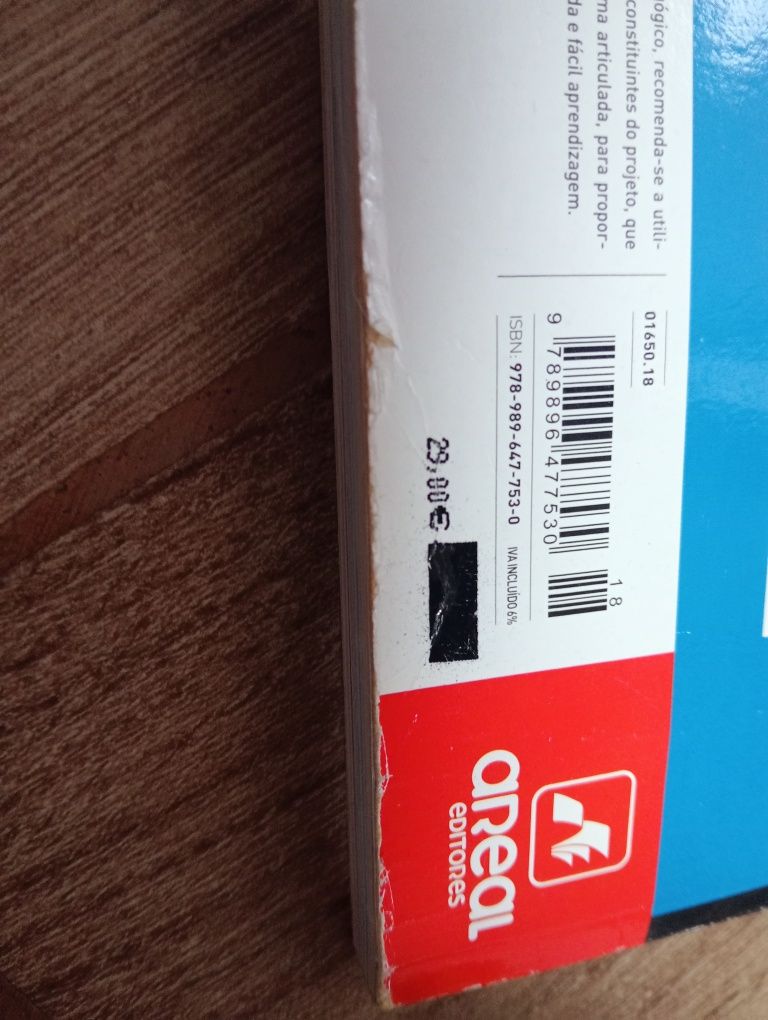 lógico, recomenda-se a utili-
constituintes do projeto, que
ma articulada, para propor-
da e fácil aprendizagem.
01650.18
9 789896 477530
18
ISBN: 978-989-647-753-0 IVA INCLUÍDO 6%
29,00€
aReal
eDITORes